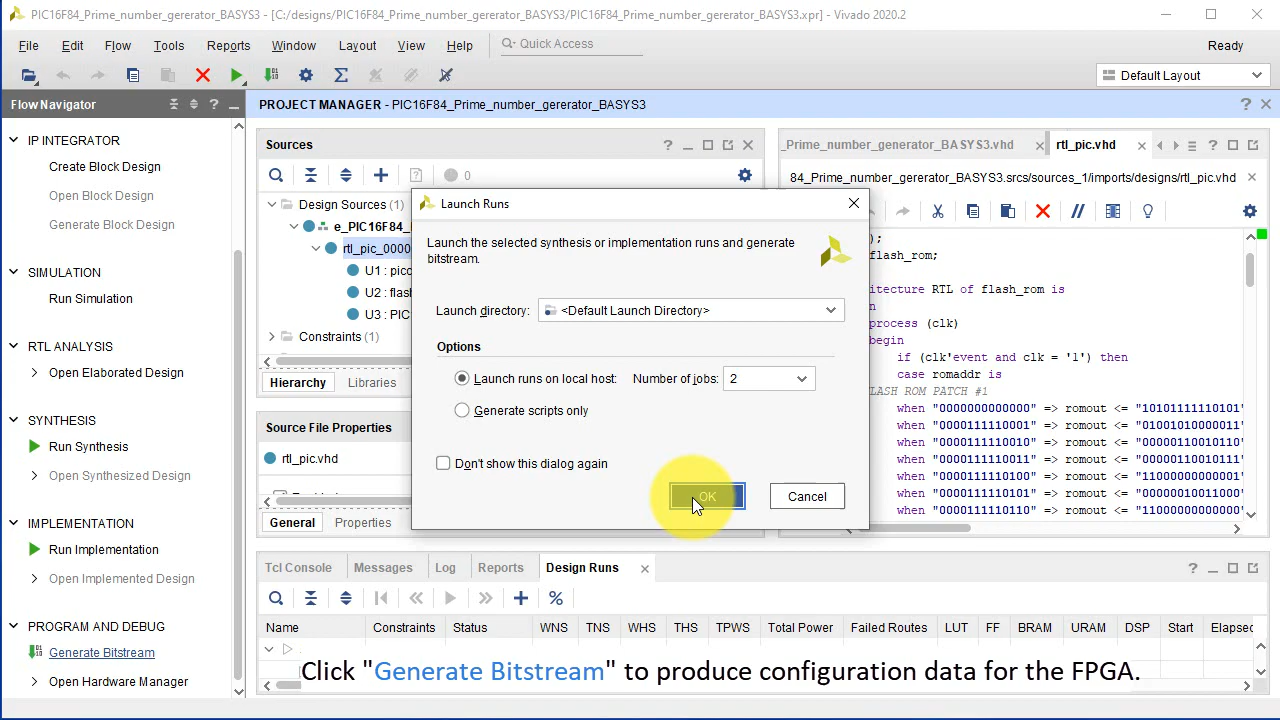 PIC16F84_Prime_number_gererator_BASYS3 - [C:/designs/PIC16F84_Prime_number_gererator_BASYS3/PIC16F84_Prime_number_gererator_BASYS3.xpr] - Vivado 2020.2
File Edit Flow Tools Reports Window Layout View Help Quick Access Ready
Default Layout
Flow Navigator
PROJECT MANAGER - PIC16F84_Prime_number_gererator_BASYS3
IP INTEGRATOR
Create Block Design
Open Block Design
Generate Block Design
SIMULATION
Run Simulation
RTL ANALYSIS
Open Elaborated Design
SYNTHESIS
Run Synthesis
Open Synthesized Design
IMPLEMENTATION
Run Implementation
Open Implemented Design
PROGRAM AND DEBUG
Generate Bitstream
Open Hardware Manager
Sources
0
Design Sources (1)
e_PIC16F84_
rtl_pic_0000
U1 : picc
U2 : flas
U3 : PIC
Constraints (1)
Hierarchy Libraries
Source File Properties
rtl_pic.vhd
General Properties
Launch Runs
Launch the selected synthesis or implementation runs and generate
bitstream.
Launch directory: <Default Launch Directory>
Options
Launch runs on local host: Number of jobs: 2
Generate scripts only
Don't show this dialog again
OK Cancel
_Prime_number_generator_BASYS3.vhd rtl_pic.vhd
84_Prime_number_generator_BASYS3.srcs/sources_1/imports/designs/rtl_pic.vhd
);
flash_rom;
itecture RTL of flash_rom is
n
process (clk)
begin
if (clk'event and clk = '1') then
case romaddr is
LASH ROM PATCH #1
when "0000000000000" => romout <= "10101111110101"
when "0000111110001" => romout <= "01001010000011"
when "0000111110010" => romout <= "00000110010110"
when "0000111110011" => romout <= "11000110010110"
when "0000111110100" => romout <= "00000110010011"
when "0000111110101" => romout <= "00000010011000"
when "0000111110110" => romout <= "11000000000000"
Tcl Console Messages Log Reports Design Runs
Name Constraints Status WNS TNS WHS THS TPWS Total Power Failed Routes LUT FF BRAM URAM DSP Start Elapsed
Click "Generate Bitstream" to produce configuration data for the FPGA.